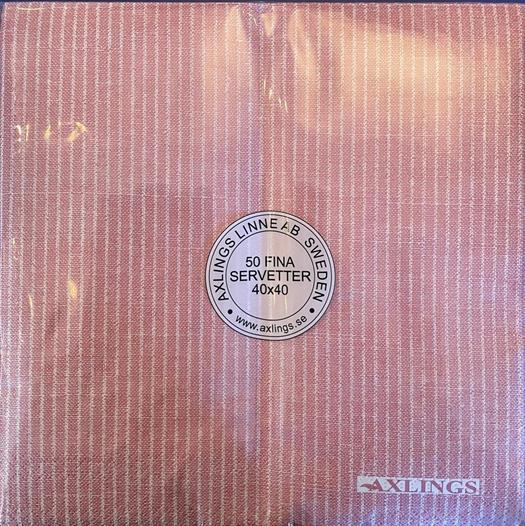 AXLINGS LINNE AB SWEDEN
50 FINA
SERVETTER
40x40
• www.axlings.se •
AXLINGS